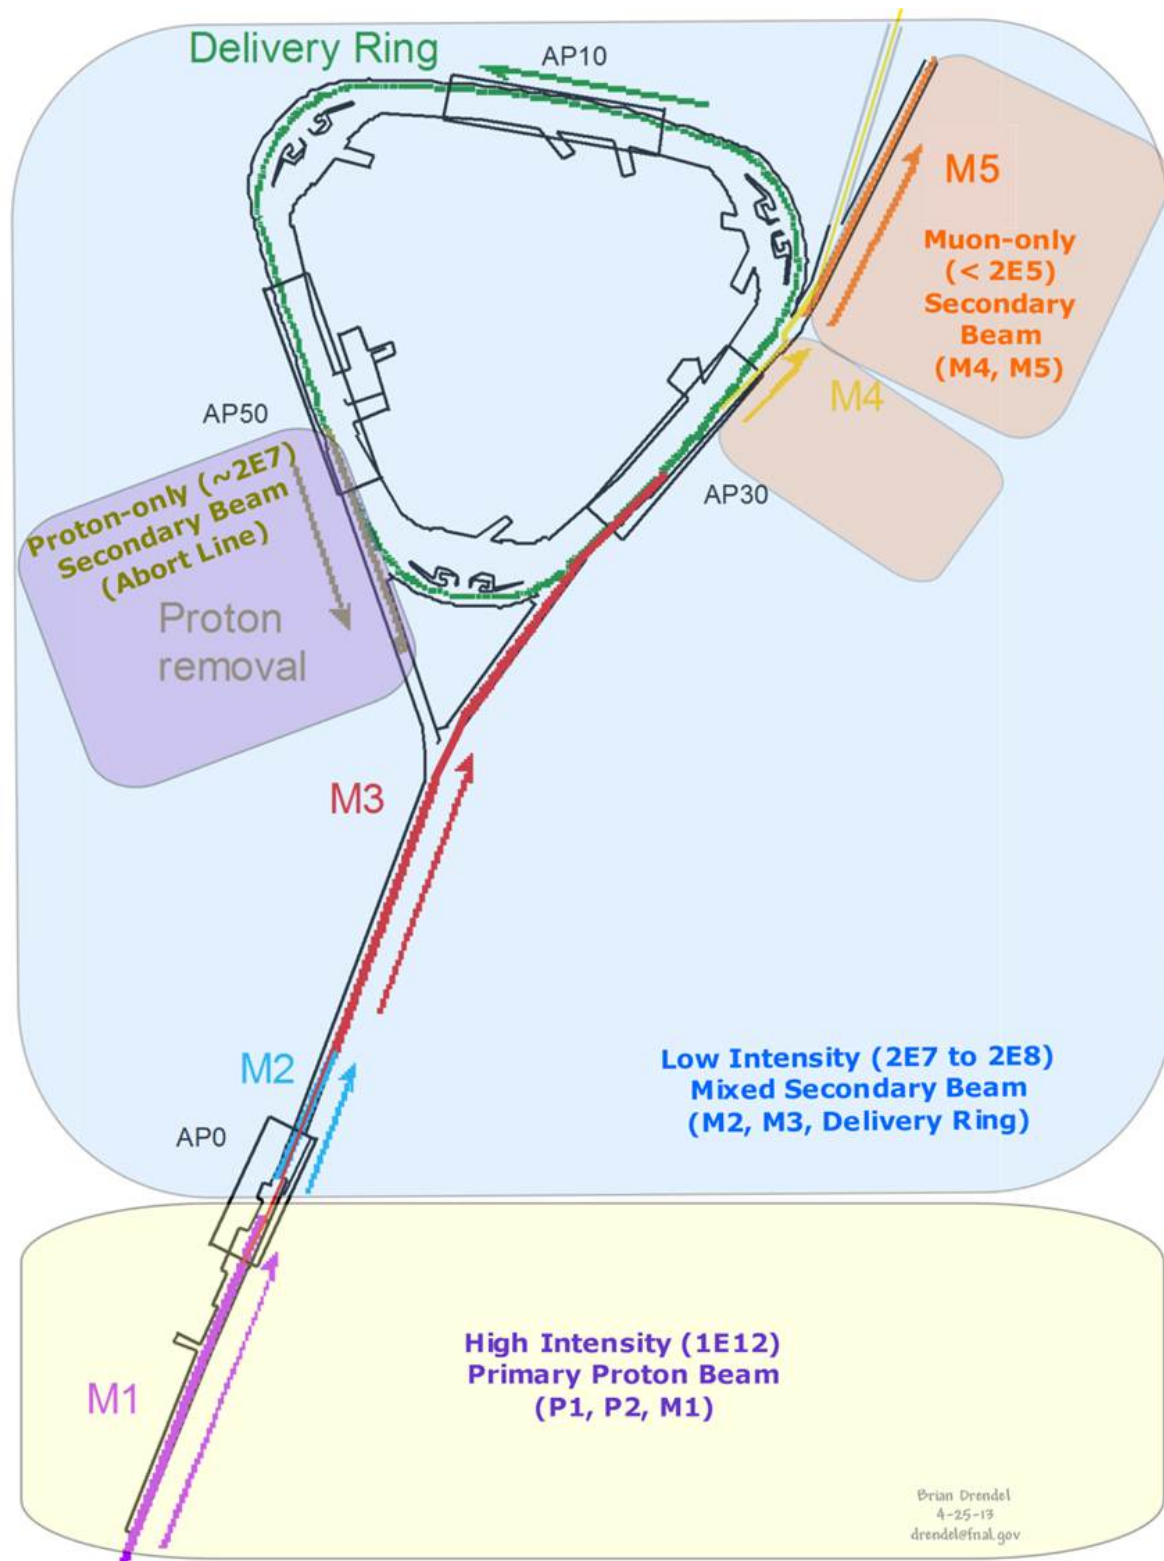 Delivery Ring
AP10
M5
Muon-only
(< 2E5)
Secondary
Beam
(M4, M5)
M4
AP50
AP30
Proton-only (~2E7)
Secondary Beam
(Abort Line)
Proton
removal
M3
M2
AP0
Low Intensity (2E7 to 2E8)
Mixed Secondary Beam
(M2, M3, Delivery Ring)
High Intensity (1E12)
Primary Proton Beam
(P1, P2, M1)
M1
Brian Drendel
4-25-13
drendel@fnal.gov